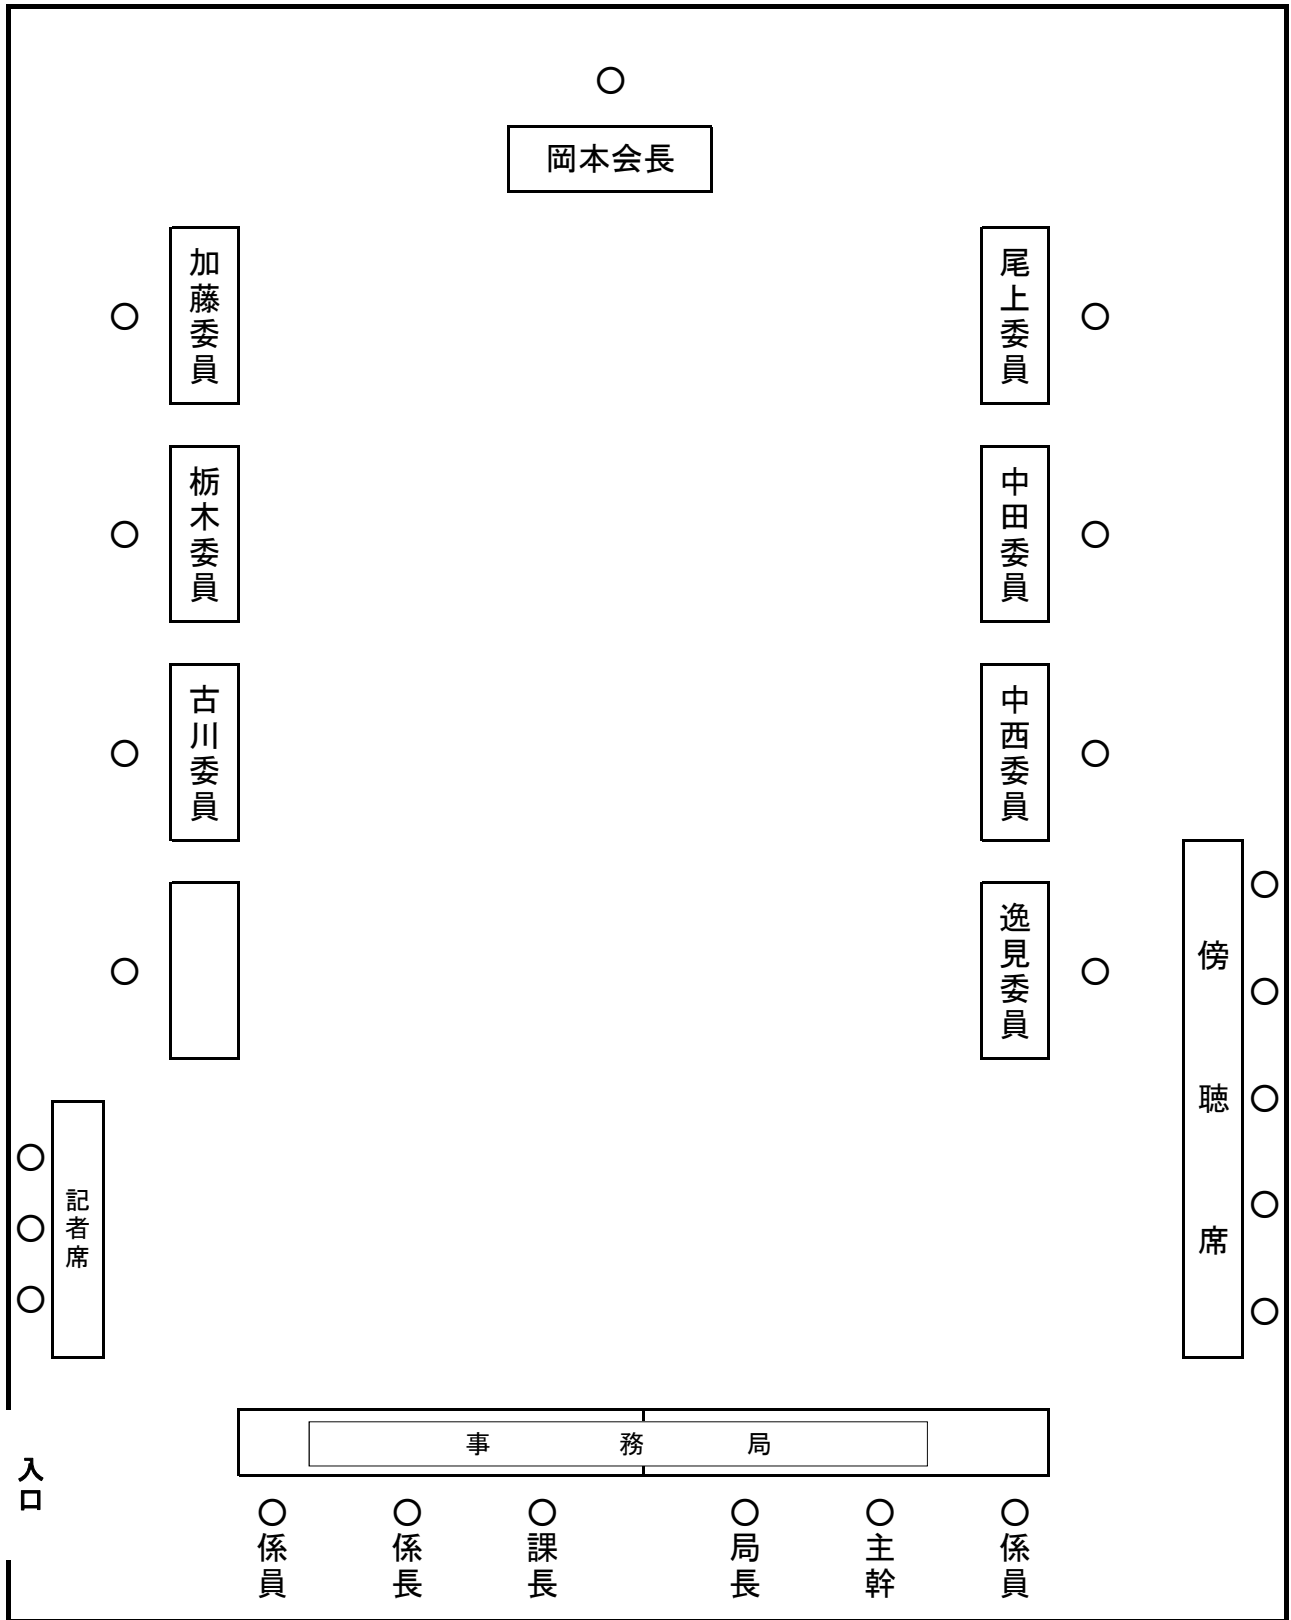 岡本会長
加藤委員
尾上委員
栃木委員
中田委員
古川委員
中西委員
逸見委員
傍聴席
記者席
事務局
入口
係員
係長
課長
局長
主幹
係員